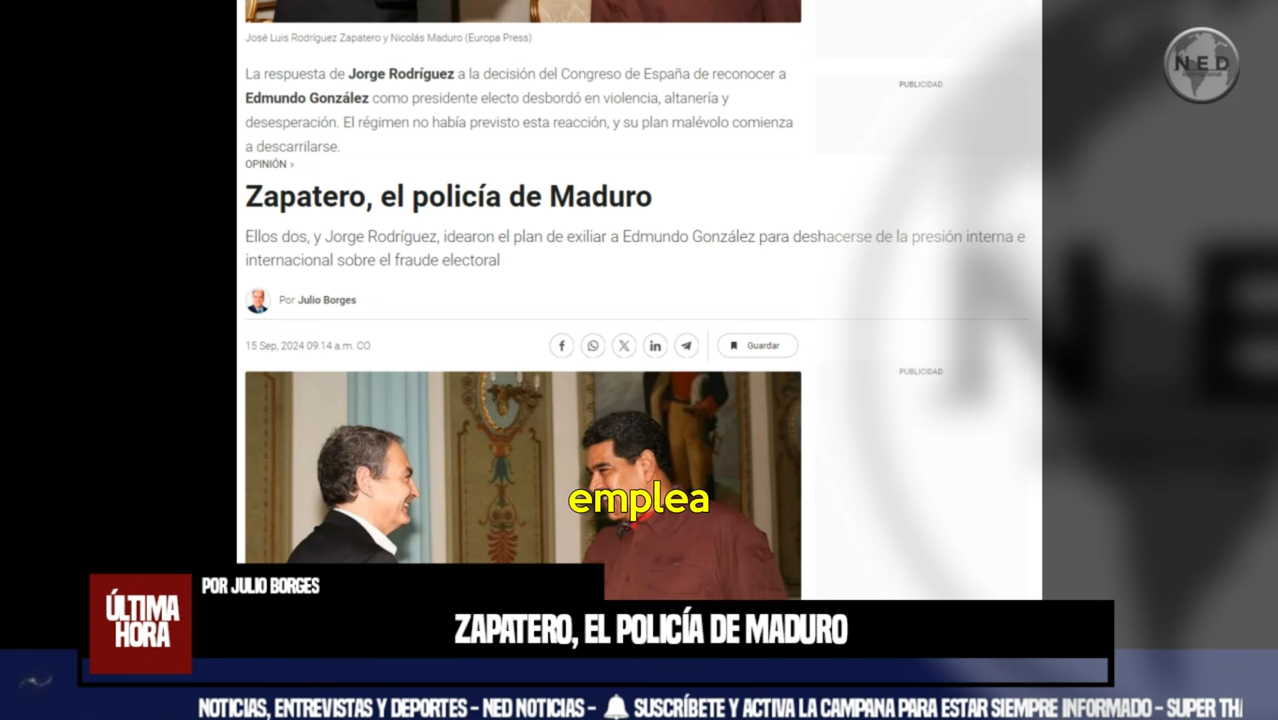 José Luis Rodríguez Zapatero y Nicolás Maduro (Europa Press)
La respuesta de Jorge Rodríguez a la decisión del Congreso de España de reconocer a
Edmundo González como presidente electo desbordó en violencia, altanería y
desesperación. El régimen no había previsto esta reacción, y su plan malévolo comienza
a descarrilarse.
PUBLICIDAD
NED
Internacional
OPINIÓN >
Zapatero, el policía de Maduro
Ellos dos, y Jorge Rodríguez, idearon el plan de exiliar a Edmundo González para deshacerse de la presión interna e
internacional sobre el fraude electoral
Por Julio Borges
15 Sep, 2024 09:14 a.m. CO
Guardar
PUBLICIDAD
emplea
POR JULIO BORGES
ÚLTIMA
HORA
ZAPATERO, EL POLICÍA DE MADURO
NOTICIAS, ENTREVISTAS Y DEPORTES - NED NOTICIAS - SUSCRÍBETE Y ACTIVA LA CAMPANA PARA ESTAR SIEMPRE INFORMADO - SUPER